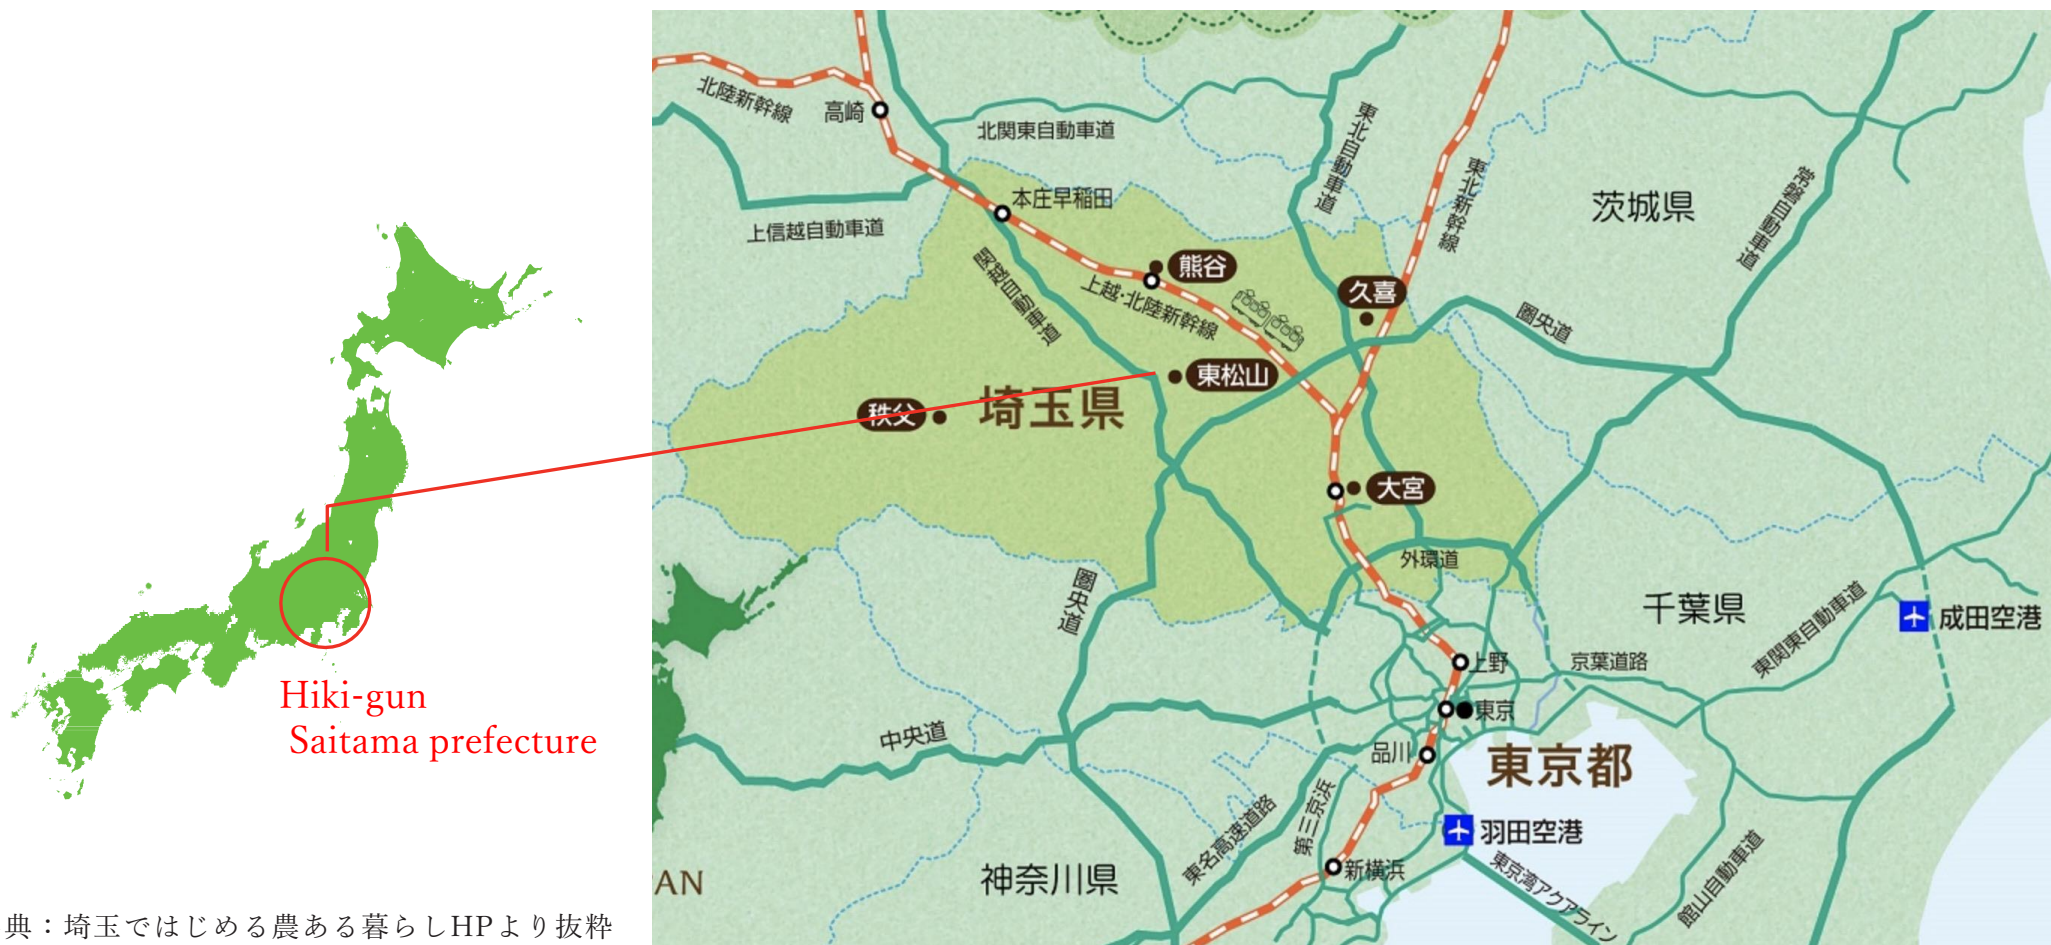 北陸新幹線
高崎
北関東自動車道
東北自動車道
東北新幹線
茨城県
常磐自動車道
本庄早稲田
上信越自動車道
関越自動車道
熊谷
上越・北陸新幹線
久喜
圏央道
東松山
秩父
埼玉県
大宮
外環道
圏央道
千葉県
成田空港
東関東自動車道
上野
京葉道路
東京
中央道
品川
東京都
第三京浜
東名高速道路
羽田空港
新横浜
神奈川県
東京湾アクアライン
館山自動車道
AN
Hiki-gun
Saitama prefecture
典：埼玉ではじめる農ある暮らしHPより抜粋